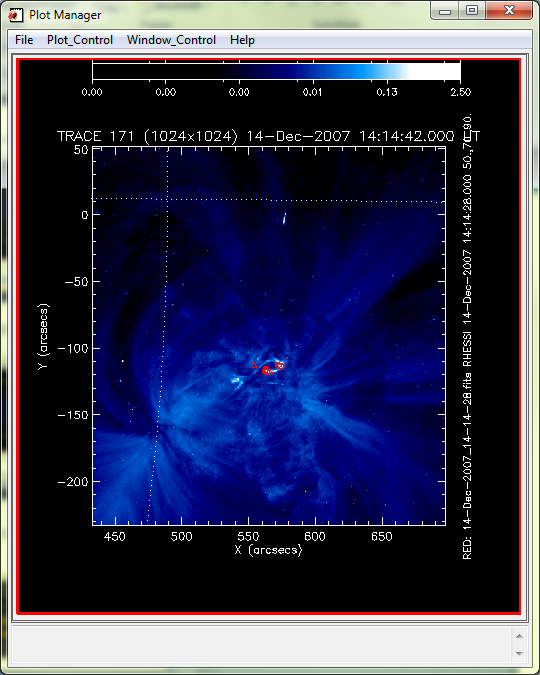 Plot Manager
File Plot_Control Window_Control Help
0.00 0.00 0.00 0.01 0.13 2.50
TRACE 171 (1024x1024) 14-Dec-2007 14:14:42.000 UT
50
0
-50
-100
-150
-200
Y (arcsecs)
450 500 550 600 650
X (arcsecs)
RED: 14-Dec-2007_14-14-28.fits RHESSI 14-Dec-2007 14:14:28.000 50.,70.,90.